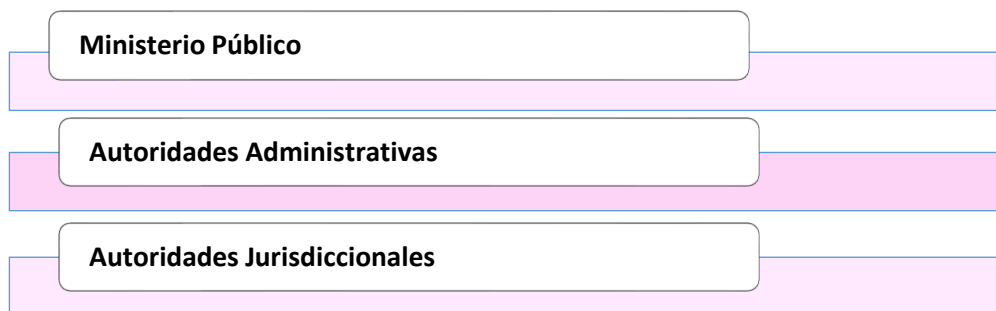 Ministerio Público
Autoridades Administrativas
Autoridades Jurisdiccionales